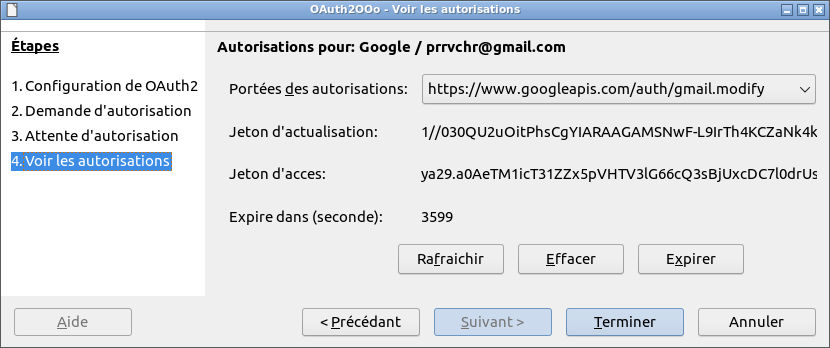 OAuth2OOo - Voir les autorisations
Étapes
1. Configuration de OAuth2
2. Demande d'autorisation
3. Attente d'autorisation
4. Voir les autorisations
Autorisations pour: Google / prrvchr@gmail.com
Portées des autorisations: https://www.googleapis.com/auth/gmail.modify
Jeton d'actualisation: 1//030QU2uOitPhsCgYIARAAGAMSNwF-L9IrTh4KCZaNk4k
Jeton d'acces: ya29.a0AeTM1icT31ZZx5pVHTV3lG66cQ3sBjUxcDC7l0drUs
Expire dans (seconde): 3599
Rafraichir Effacer Expirer
Aide < Précédant Suivant > Terminer Annuler